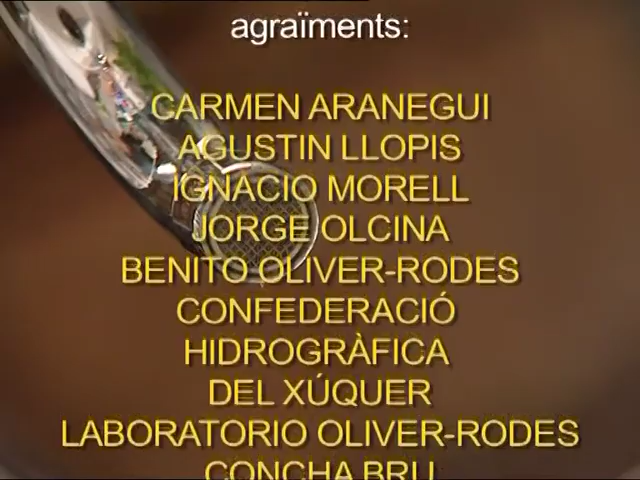 agraïments:
CARMEN ARANEGUI
AGUSTIN LLOPIS
IGNACIO MORELL
JORGE OLCINA
BENITO OLIVER-RODES
CONFEDERACIÓ
HIDROGRÀFICA
DEL XÚQUER
LABORATORIO OLIVER-RODES
CONCHA BRU